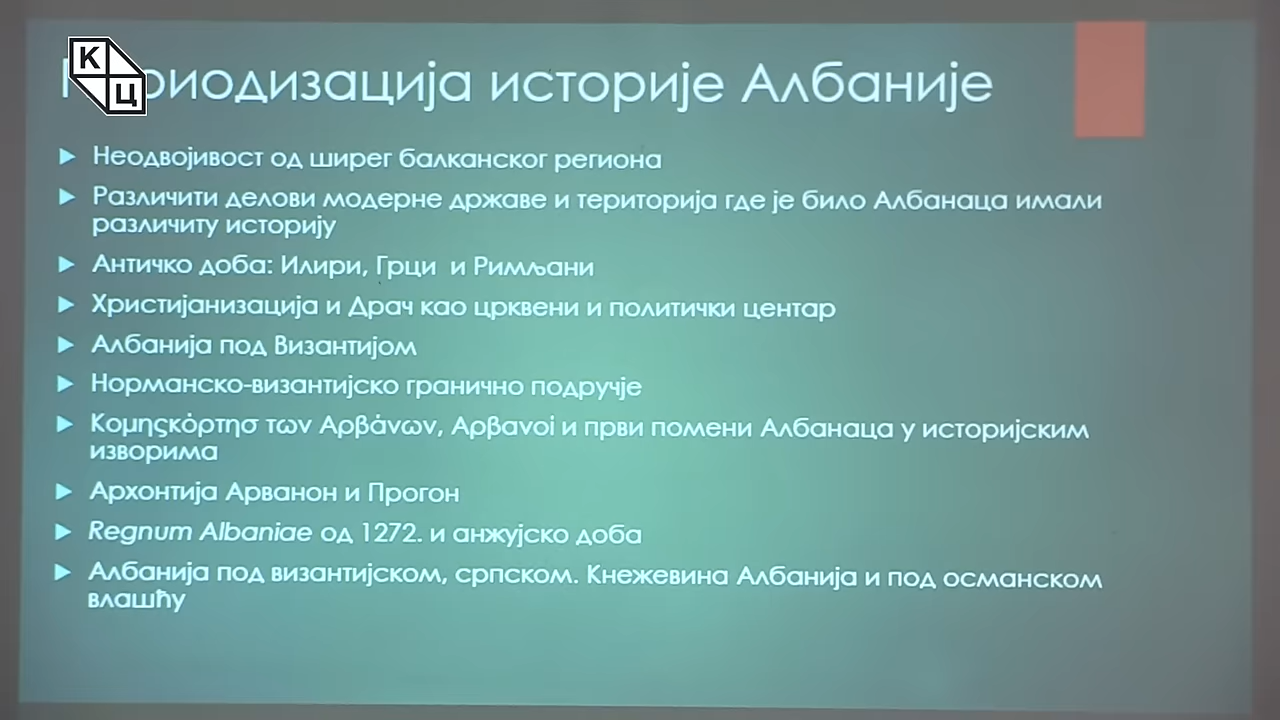 К
Ц
историје Албаније
Неодвојивост од ширег балканског региона
Различити делови модерне државе и територија где је било Албанаца имали
различиту историју
Античко доба: Илири, Грци и Римљани
Христијанизација и Драч као црквени и политички центар
Албанија под Византијом
Норманско-византијско гранично подручје
Κομηςκόρτησ των Αρβάνων, Αρβανοί и први помени Албанаца у историјским
изворима
Архонтија Арванон и Прогон
Regnum Albaniae од 1272. и анжујско доба
Албанија под византијском, српском. Кнежевина Албанија и под османском
влашћу